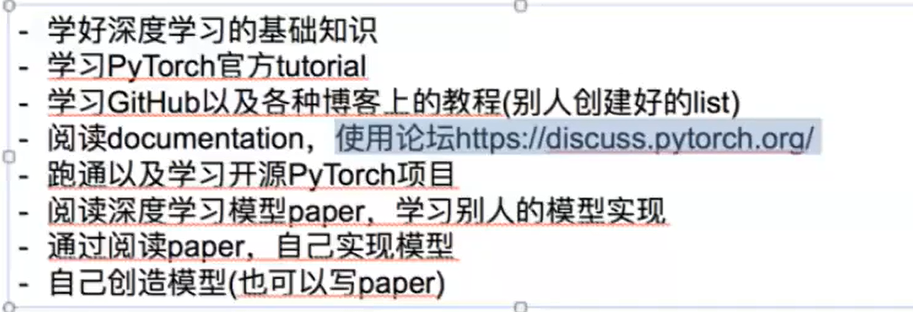 - 学好深度学习的基础知识
- 学习PyTorch官方tutorial
- 学习GitHub以及各种博客上的教程(别人创建好的list)
- 阅读documentation，使用论坛https://discuss.pytorch.org/
- 跑通以及学习开源PyTorch项目
- 阅读深度学习模型paper，学习别人的模型实现
- 通过阅读paper，自己实现模型
- 自己创造模型(也可以写paper)